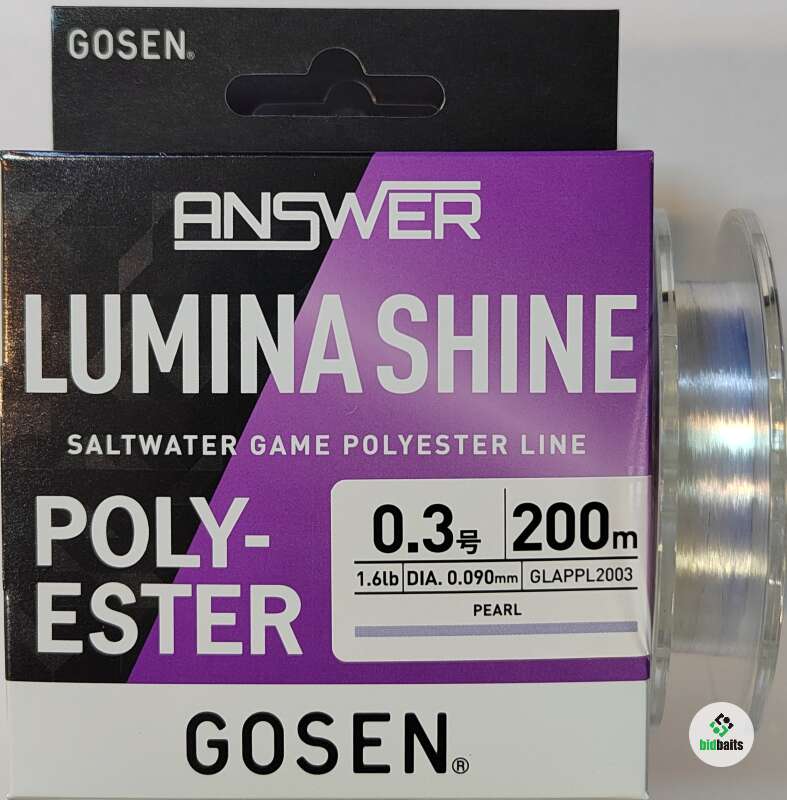 GOSEN®
ANSWER
LUMINA SHINE
SALTWATER GAME POLYESTER LINE
POLY-
ESTER
0.3号 200m
1.6lb DIA. 0.090mm GLAPPL2003
PEARL
GOSEN®
bidbaits